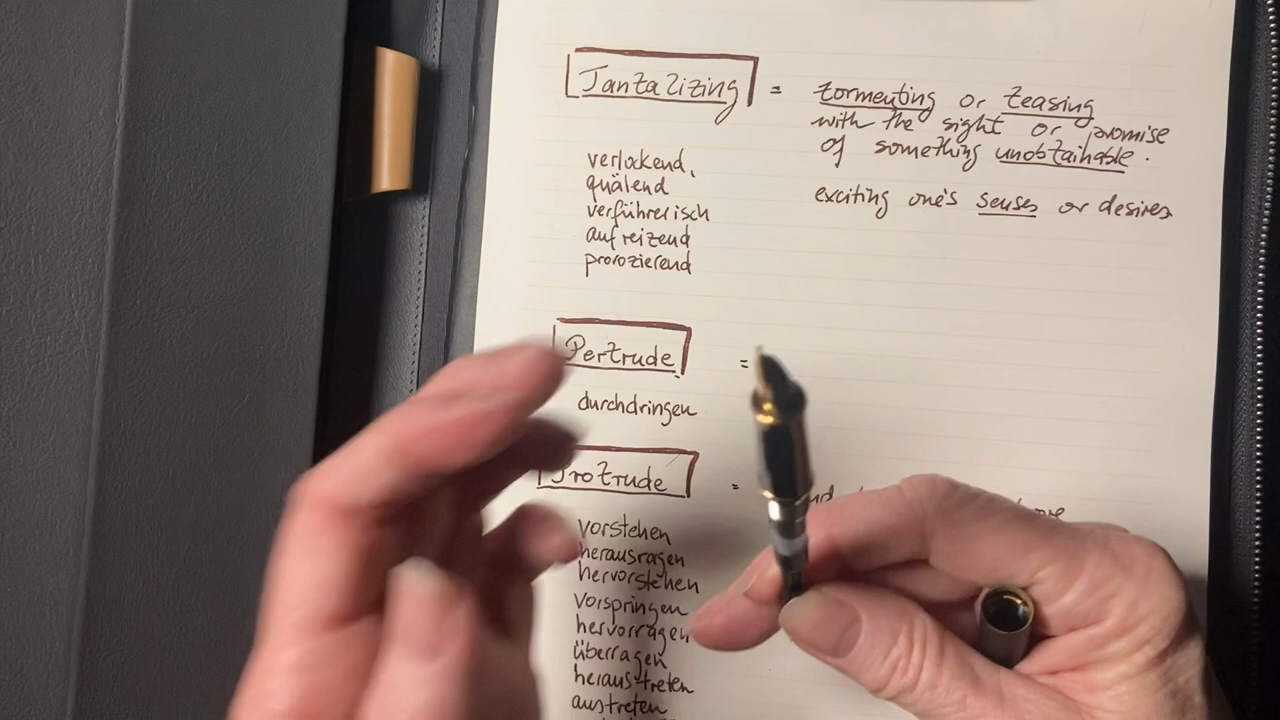 Tantalizing = tormenting or teasing
with the sight or promise
of something unobtainable.
exciting one's senses or desires
verlockend,
quälend
verführerisch
aufreizend
provozierend
Pertrude =
durchdringen
Protrude =
vorstehen
herausragen
hervorstehen
vorspringen
hervorragen
überragen
heraustreten
austreten